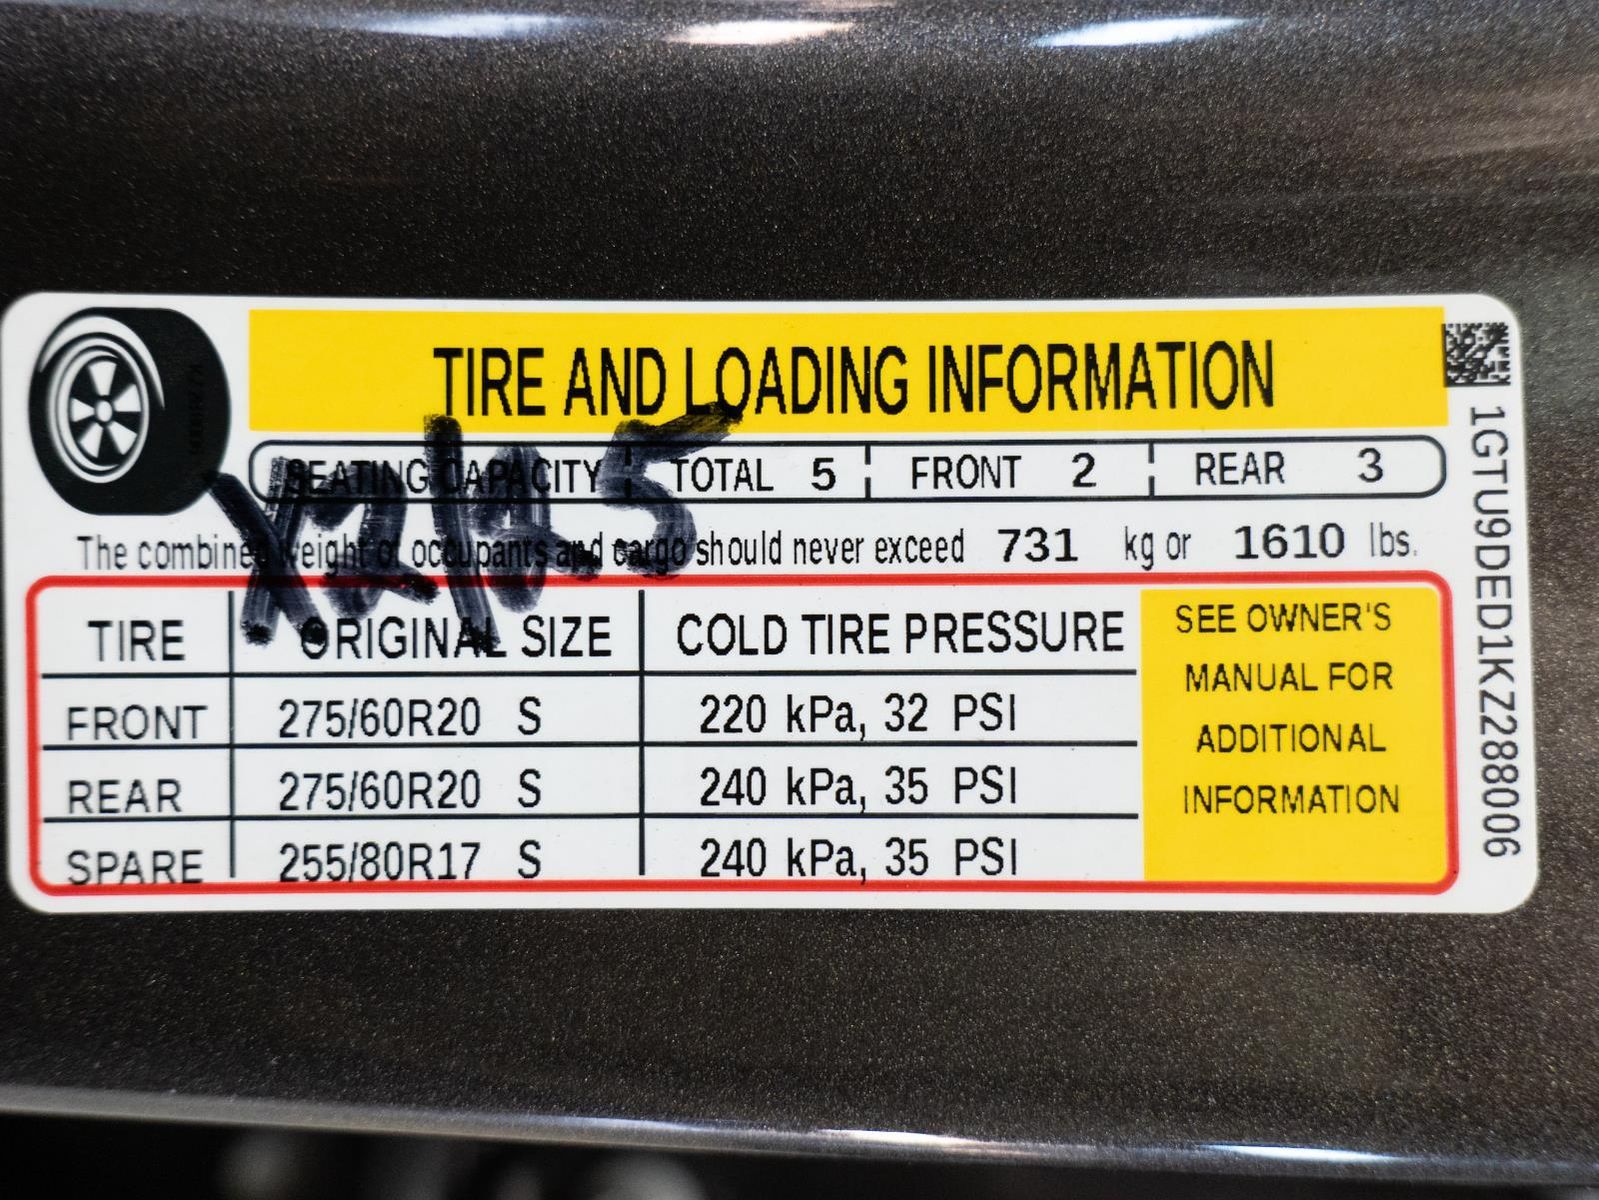 TIRE AND LOADING INFORMATION
SEATING CAPACITY TOTAL 5 FRONT 2 REAR 3
The combined weight of occupants and cargo should never exceed 731 kg or 1610 lbs.
TIRE ORIGINAL SIZE COLD TIRE PRESSURE
FRONT 275/60R20 S 220 kPa, 32 PSI
REAR 275/60R20 S 240 kPa, 35 PSI
SPARE 255/80R17 S 240 kPa, 35 PSI
SEE OWNER'S
MANUAL FOR
ADDITIONAL
INFORMATION
1GTU9DED1KZ288006